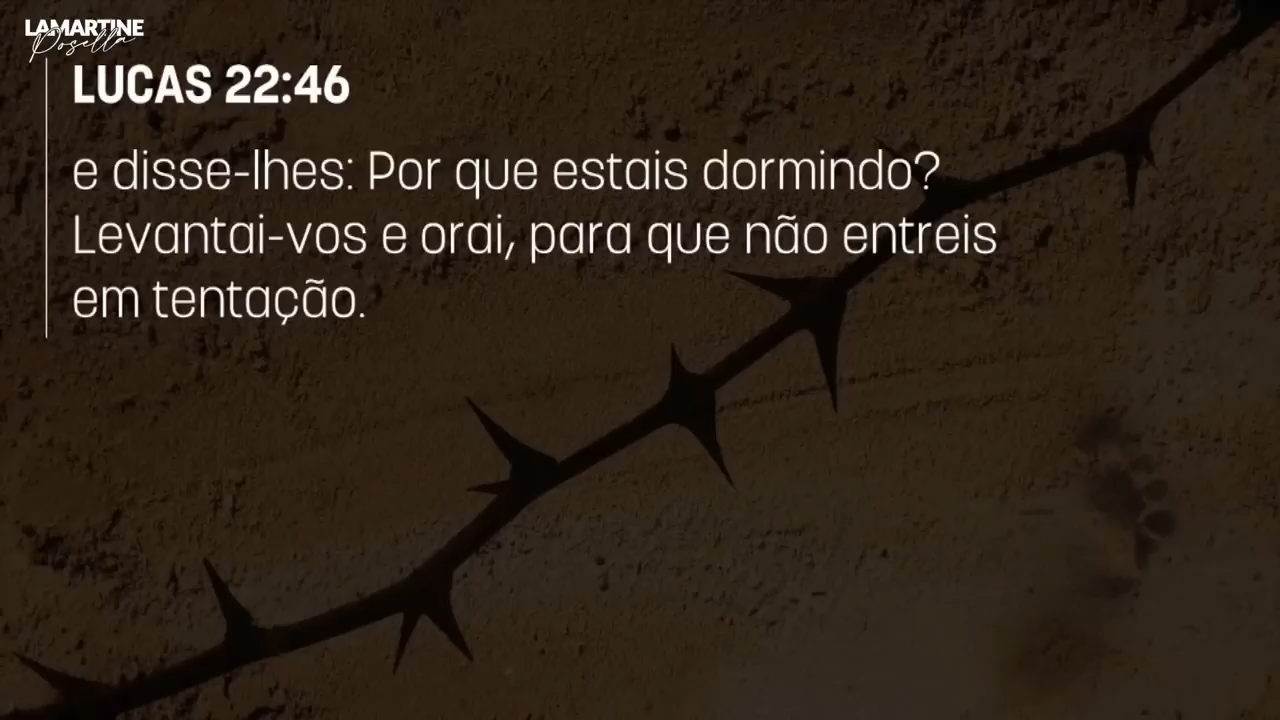 LAMARTINE
Posella
LUCAS 22:46
e disse-lhes: Por que estais dormindo?
Levantai-vos e orai, para que não entreis
em tentação.